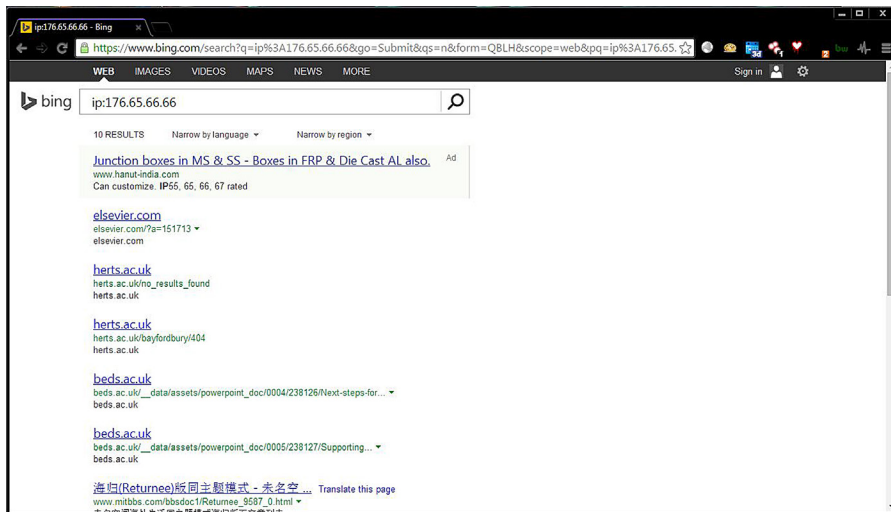 ip:176.65.66.66 - Bing
https://www.bing.com/search?q=ip%3A176.65.66.66&go=Submit&qs=n&form=QBLH&scope=web&pq=ip%3A176.65.
3d
1
2
bw
WEB IMAGES VIDEOS MAPS NEWS MORE Sign in
bing ip:176.65.66.66
10 RESULTS Narrow by language Narrow by region
Junction boxes in MS & SS - Boxes in FRP & Die Cast AL also. Ad
www.hanut-india.com
Can customize. IP55, 65, 66, 67 rated
elsevier.com
elsevier.com/?a=151713
elsevier.com
herts.ac.uk
herts.ac.uk/no_results_found
herts.ac.uk
herts.ac.uk
herts.ac.uk/bayfordbury/404
herts.ac.uk
beds.ac.uk
beds.ac.uk/__data/assets/powerpoint_doc/0004/238126/Next-steps-for...
beds.ac.uk
beds.ac.uk
beds.ac.uk/__data/assets/powerpoint_doc/0005/238127/Supporting...
beds.ac.uk
海归(Returnee)版同主题模式 - 未名空 ... Translate this page
www.mitbbs.com/bbsdoc1/Returnee_9587_0.html